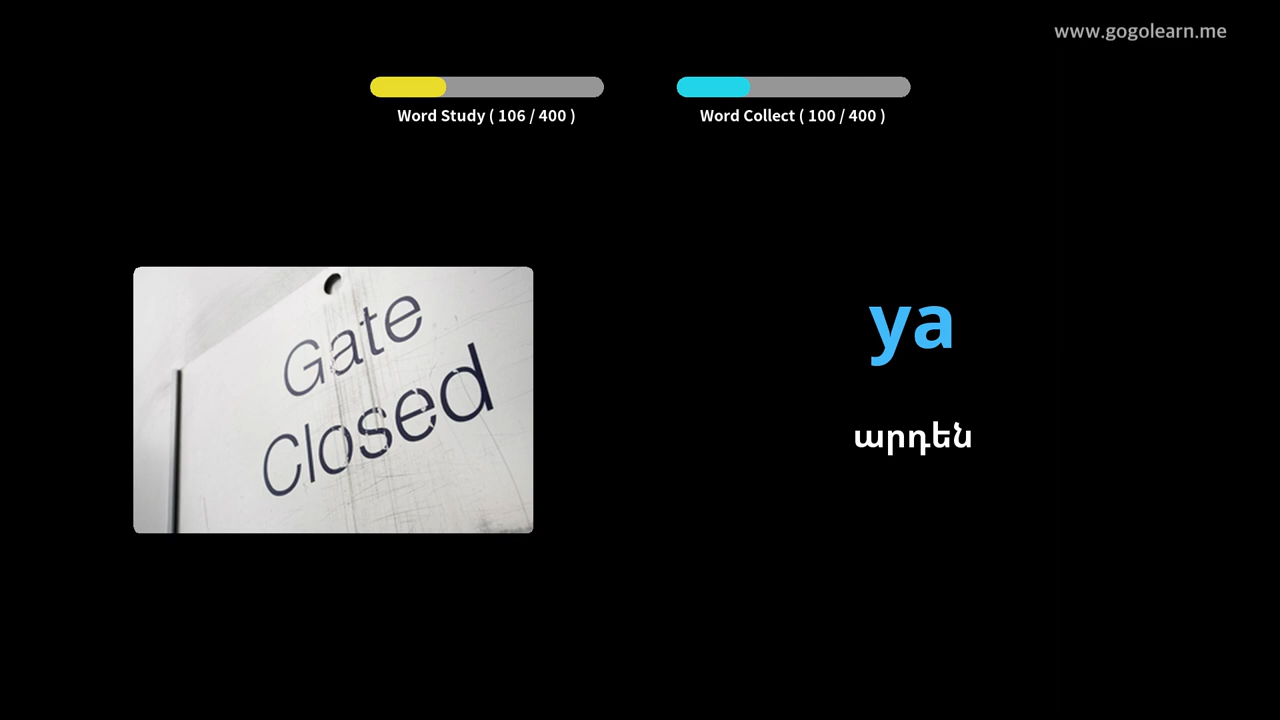 www.gogolearn.me
Word Study ( 106 / 400 )
Word Collect ( 100 / 400 )
Gate
Closed
ya
արդեն